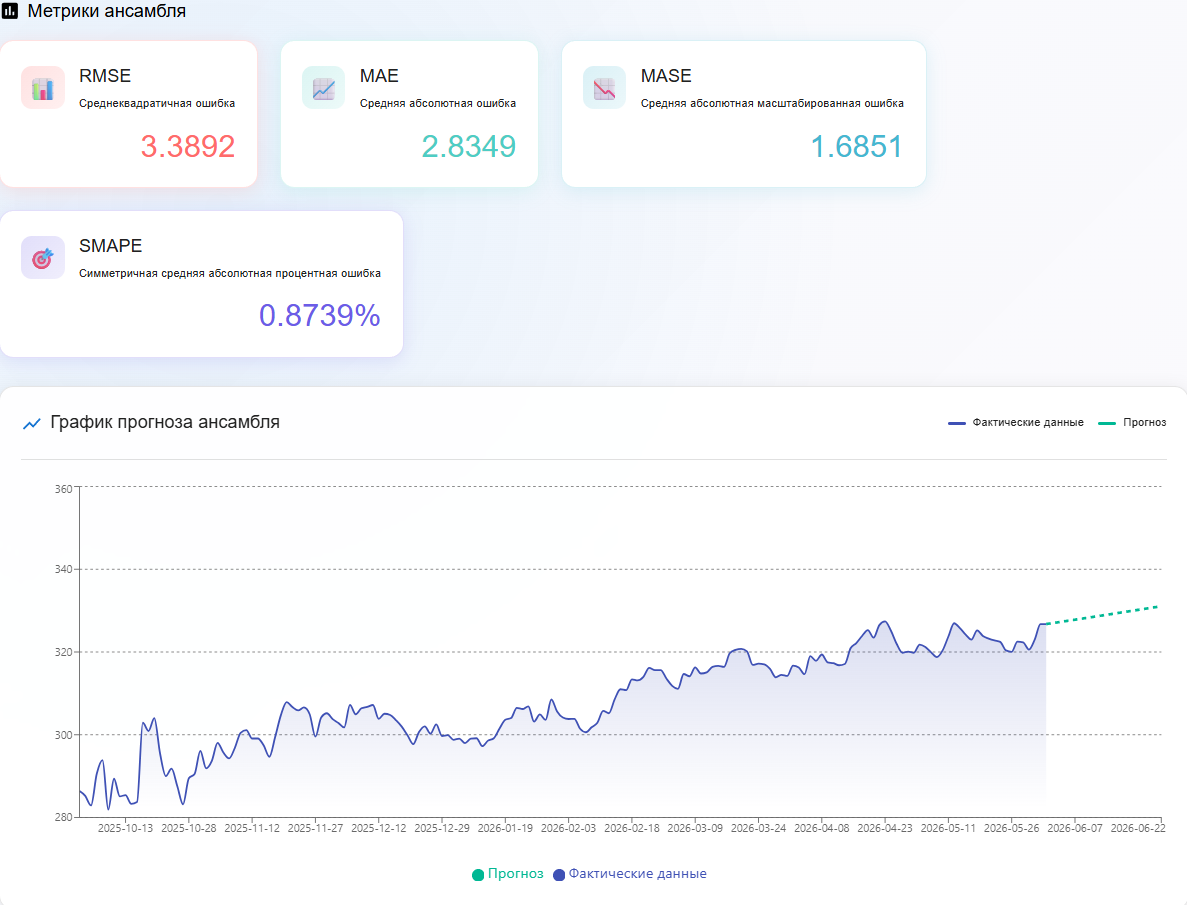 Метрики ансамбля
RMSE
Среднеквадратичная ошибка
3.3892
MAE
Средняя абсолютная ошибка
2.8349
MASE
Средняя абсолютная масштабированная ошибка
1.6851
SMAPE
Симметричная средняя абсолютная процентная ошибка
0.8739%
График прогноза ансамбля
Фактические данные Прогноз
360
340
320
300
280
2025-10-13 2025-10-28 2025-11-12 2025-11-27 2025-12-12 2025-12-29 2026-01-19 2026-02-03 2026-02-18 2026-03-09 2026-03-24 2026-04-08 2026-04-23 2026-05-11 2026-05-26 2026-06-07 2026-06-22
Прогноз Фактические данные